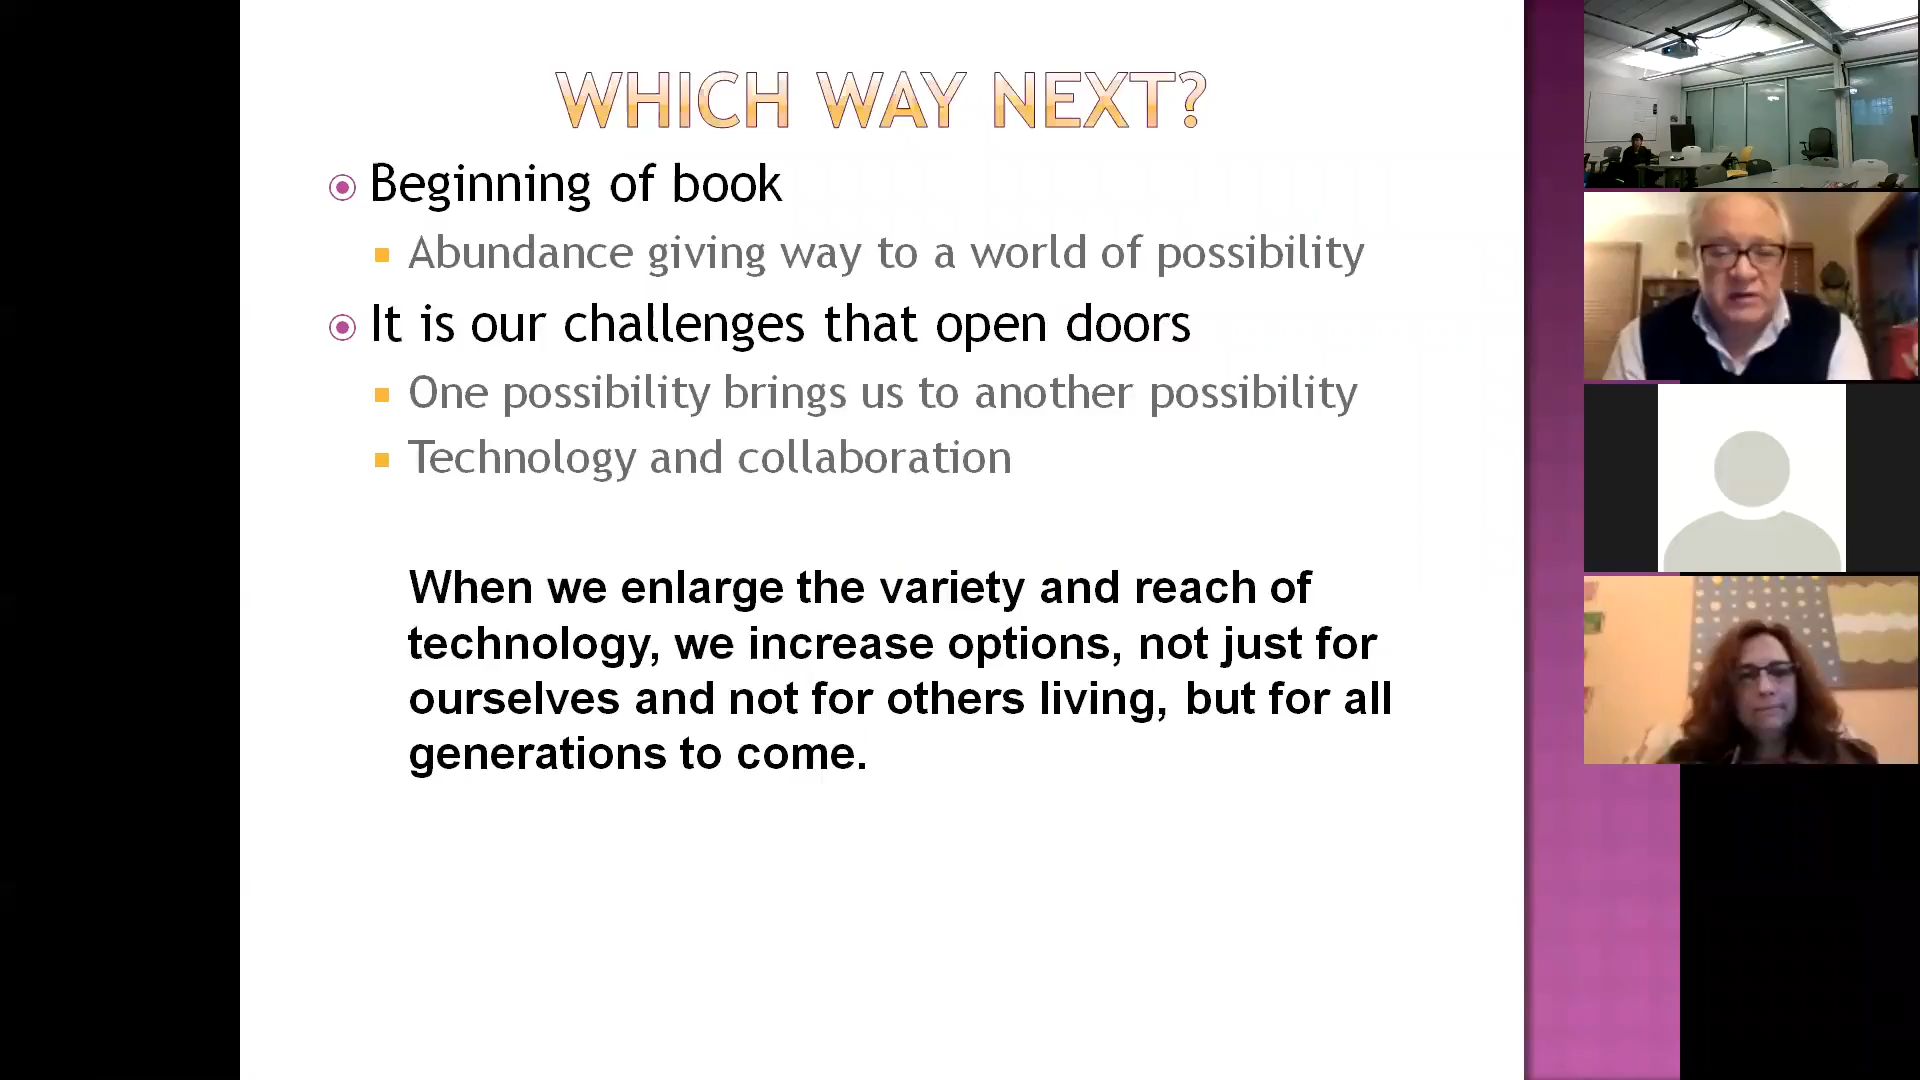 WHICH WAY NEXT?
Beginning of book
Abundance giving way to a world of possibility
It is our challenges that open doors
One possibility brings us to another possibility
Technology and collaboration
When we enlarge the variety and reach of
technology, we increase options, not just for
ourselves and not for others living, but for all
generations to come.